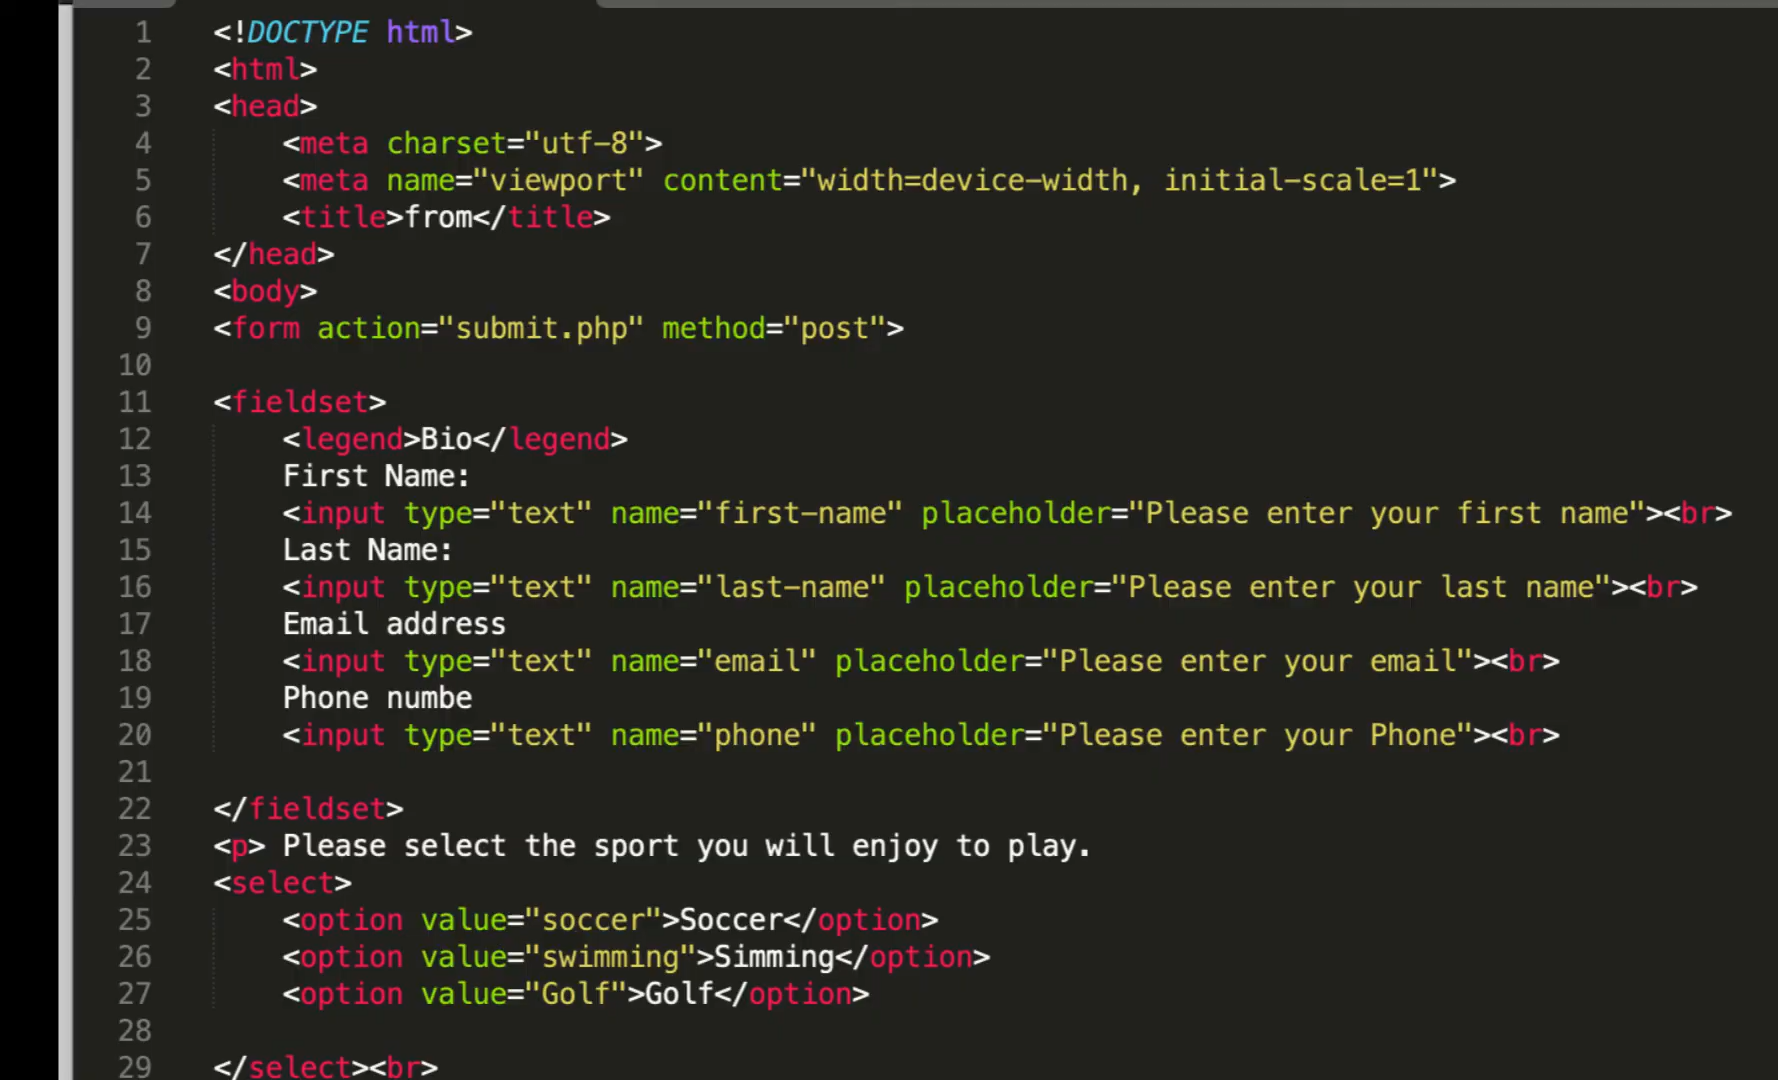 1 <!DOCTYPE html>
2 <html>
3 <head>
4 <meta charset="utf-8">
5 <meta name="viewport" content="width=device-width, initial-scale=1">
6 <title>from</title>
7 </head>
8 <body>
9 <form action="submit.php" method="post">
10
11 <fieldset>
12 <legend>Bio</legend>
13 First Name:
14 <input type="text" name="first-name" placeholder="Please enter your first name"><br>
15 Last Name:
16 <input type="text" name="last-name" placeholder="Please enter your last name"><br>
17 Email address
18 <input type="text" name="email" placeholder="Please enter your email"><br>
19 Phone numbe
20 <input type="text" name="phone" placeholder="Please enter your Phone"><br>
21
22 </fieldset>
23 <p> Please select the sport you will enjoy to play.
24 <select>
25 <option value="soccer">Soccer</option>
26 <option value="swimming">Simming</option>
27 <option value="Golf">Golf</option>
28
29 </select><br>